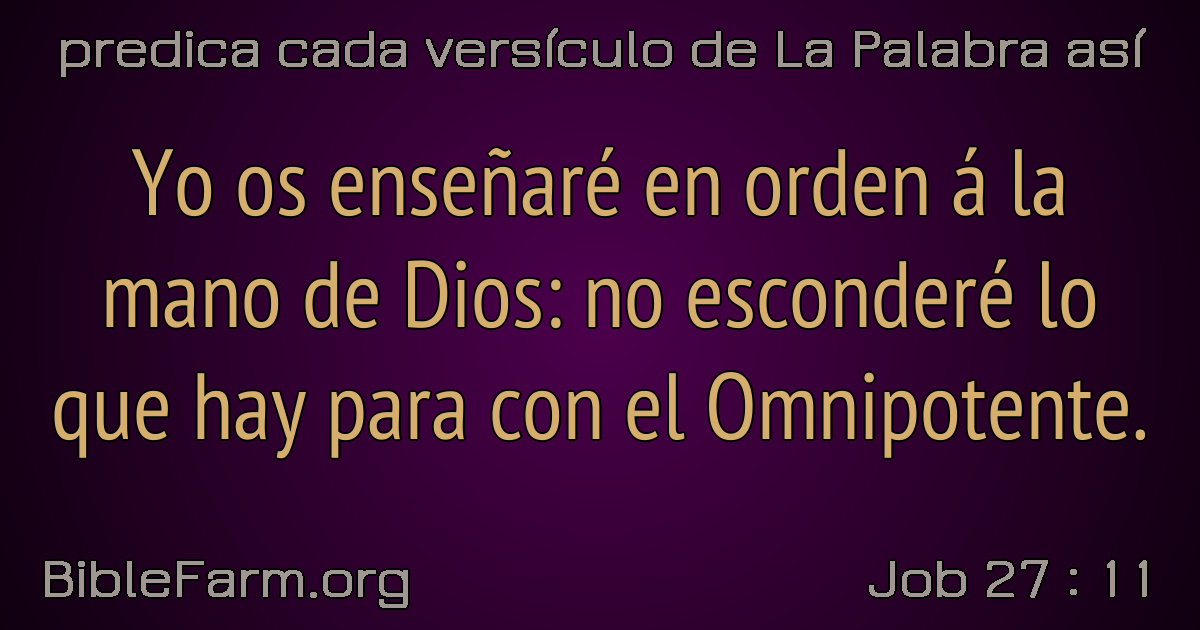 predica cada versículo de La Palabra así
Yo os enseñaré en orden á la
mano de Dios: no esconderé lo
que hay para con el Omnipotente.
BibleFarm.org
Job 27 : 11